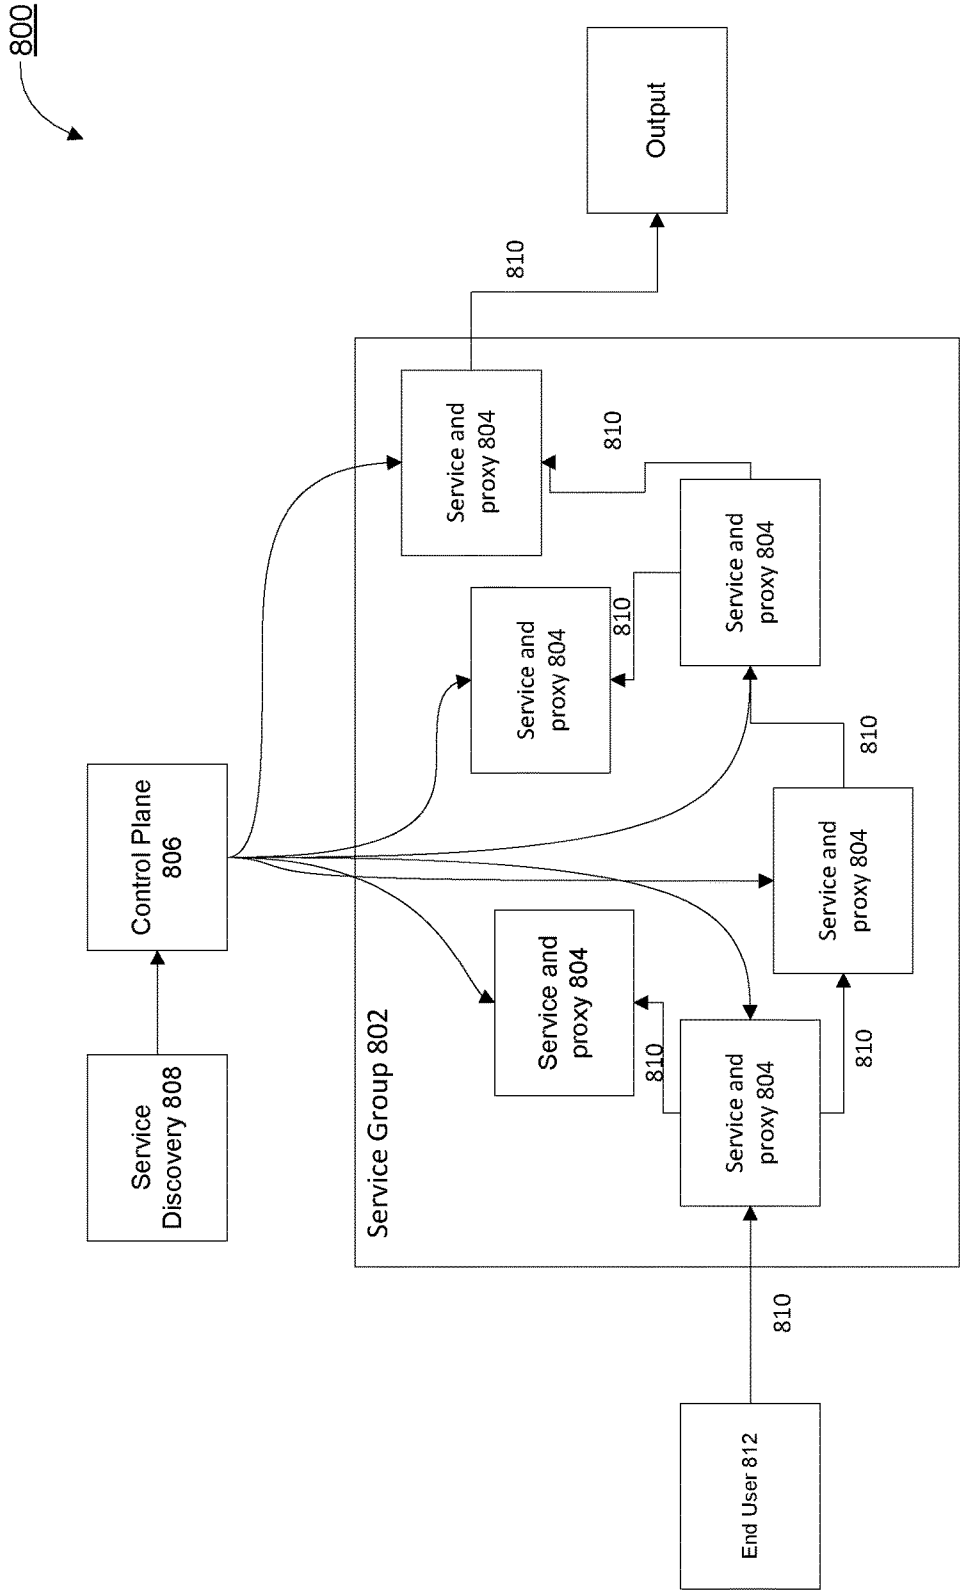 800
Service
Discovery 808
Control Plane
806
Service Group 802
Service and
proxy 804
Service and
proxy 804
Service and
proxy 804
810
810
810
Output
End User 812
810
Service and
proxy 804
810
Service and
proxy 804
810
Service and
proxy 804
810